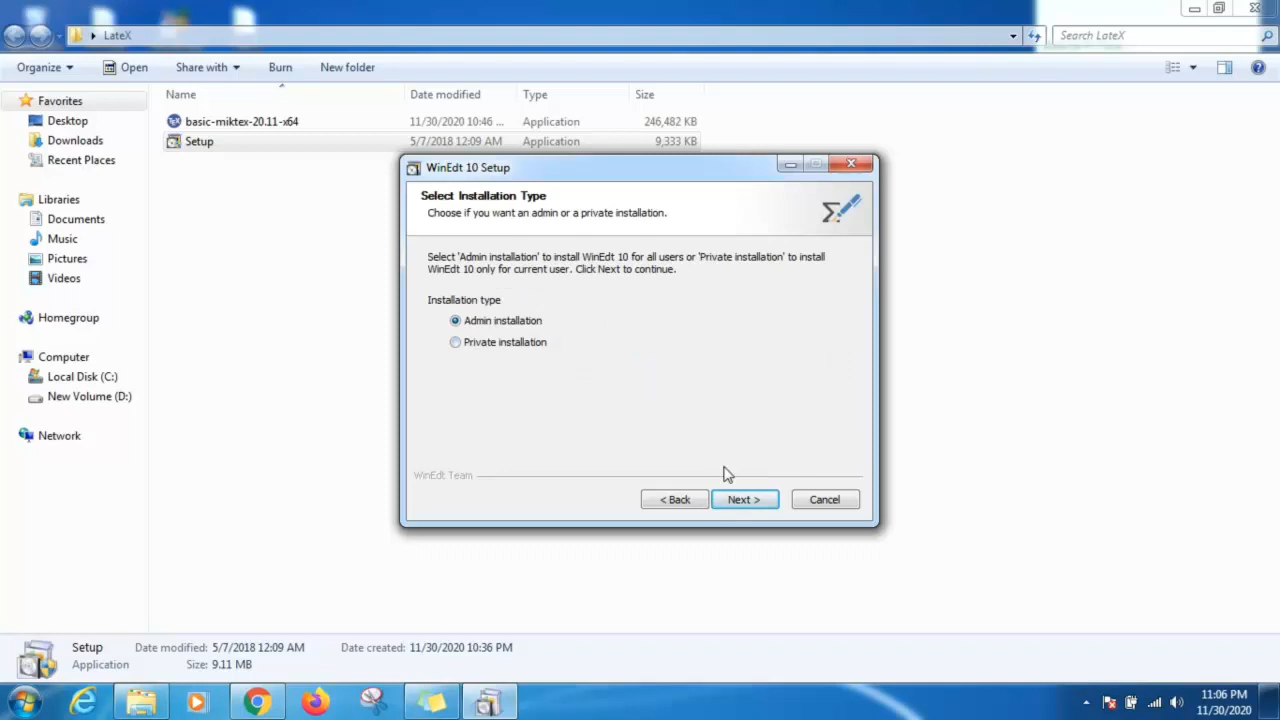 LateX
Search LateX
Organize
Open
Share with
Burn
New folder
Name
Date modified
Type
Size
Favorites
Desktop
Downloads
Recent Places
Libraries
Documents
Music
Pictures
Videos
Homegroup
Computer
Local Disk (C:)
New Volume (D:)
Network
basic-miktex-20.11-x64
11/30/2020 10:46 ...
Application
246,482 KB
Setup
5/7/2018 12:09 AM
Application
9,333 KB
WinEdt 10 Setup
Select Installation Type
Choose if you want an admin or a private installation.
Select 'Admin installation' to install WinEdt 10 for all users or 'Private installation' to install
WinEdt 10 only for current user. Click Next to continue.
Installation type
Admin installation
Private installation
WinEdt Team
< Back
Next >
Cancel
Setup
Date modified: 5/7/2018 12:09 AM
Date created: 11/30/2020 10:36 PM
Application
Size: 9.11 MB
11:06 PM
11/30/2020